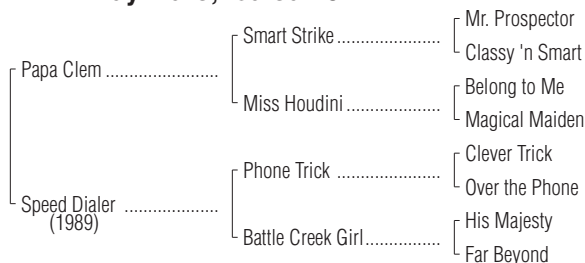 Mr. Prospector
Smart Strike ....................
Classy 'n Smart
Papa Clem ......................
Belong to Me
Miss Houdini ..................
Magical Maiden
Clever Trick
Phone Trick ....................
Over the Phone
Speed Dialer ..................
(1989)
His Majesty
Battle Creek Girl...............
Far Beyond